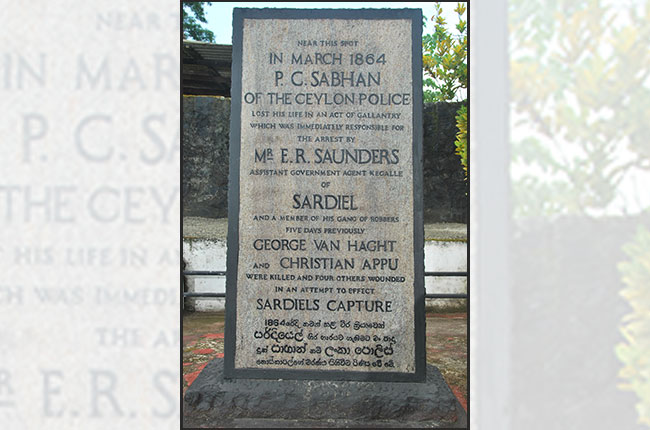 NEAR THIS SPOT
IN MARCH 1864
P. C. SABHAN
OF THE CEYLON POLICE
LOST HIS LIFE IN AN ACT OF GALLANTRY
WHICH WAS IMMEDIATELY RESPONSIBLE FOR
THE ARREST BY
MR E. R. SAUNDERS
ASSISTANT GOVERNMENT AGENT KEGALLE
OF
SARDIEL
AND A MEMBER OF HIS GANG OF ROBBERS
FIVE DAYS PREVIOUSLY
GEORGE VAN HAGHT
AND CHRISTIAN APPU
WERE KILLED AND FOUR OTHERS WOUNDED
IN AN ATTEMPT TO EFFECT
SARDIELS CAPTURE
1864
සරදියෙල්
නම් ලංකා පොලිස්